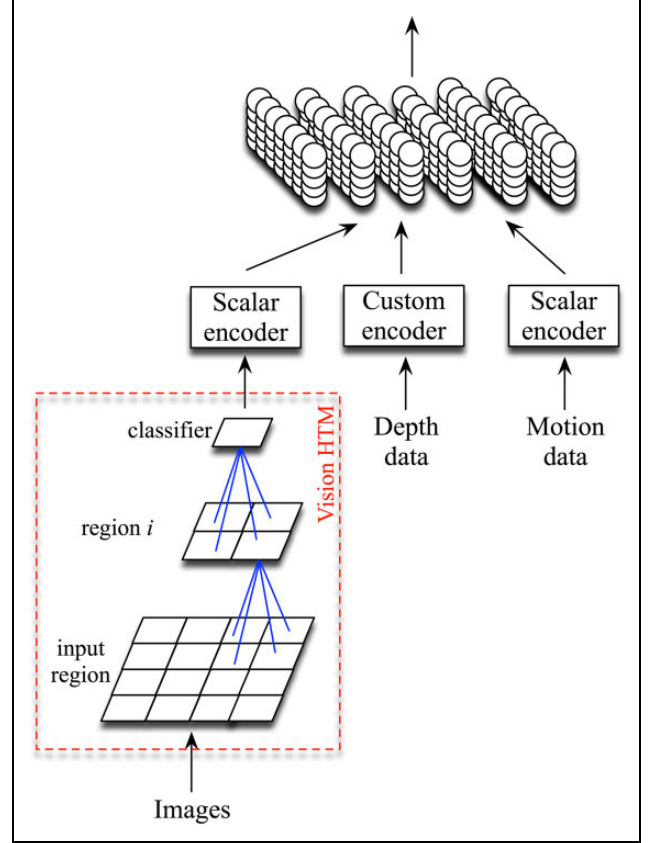 Scalar
encoder
Custom
encoder
Scalar
encoder
Depth
data
Motion
data
Vision HTM
classifier
region i
input
region
Images